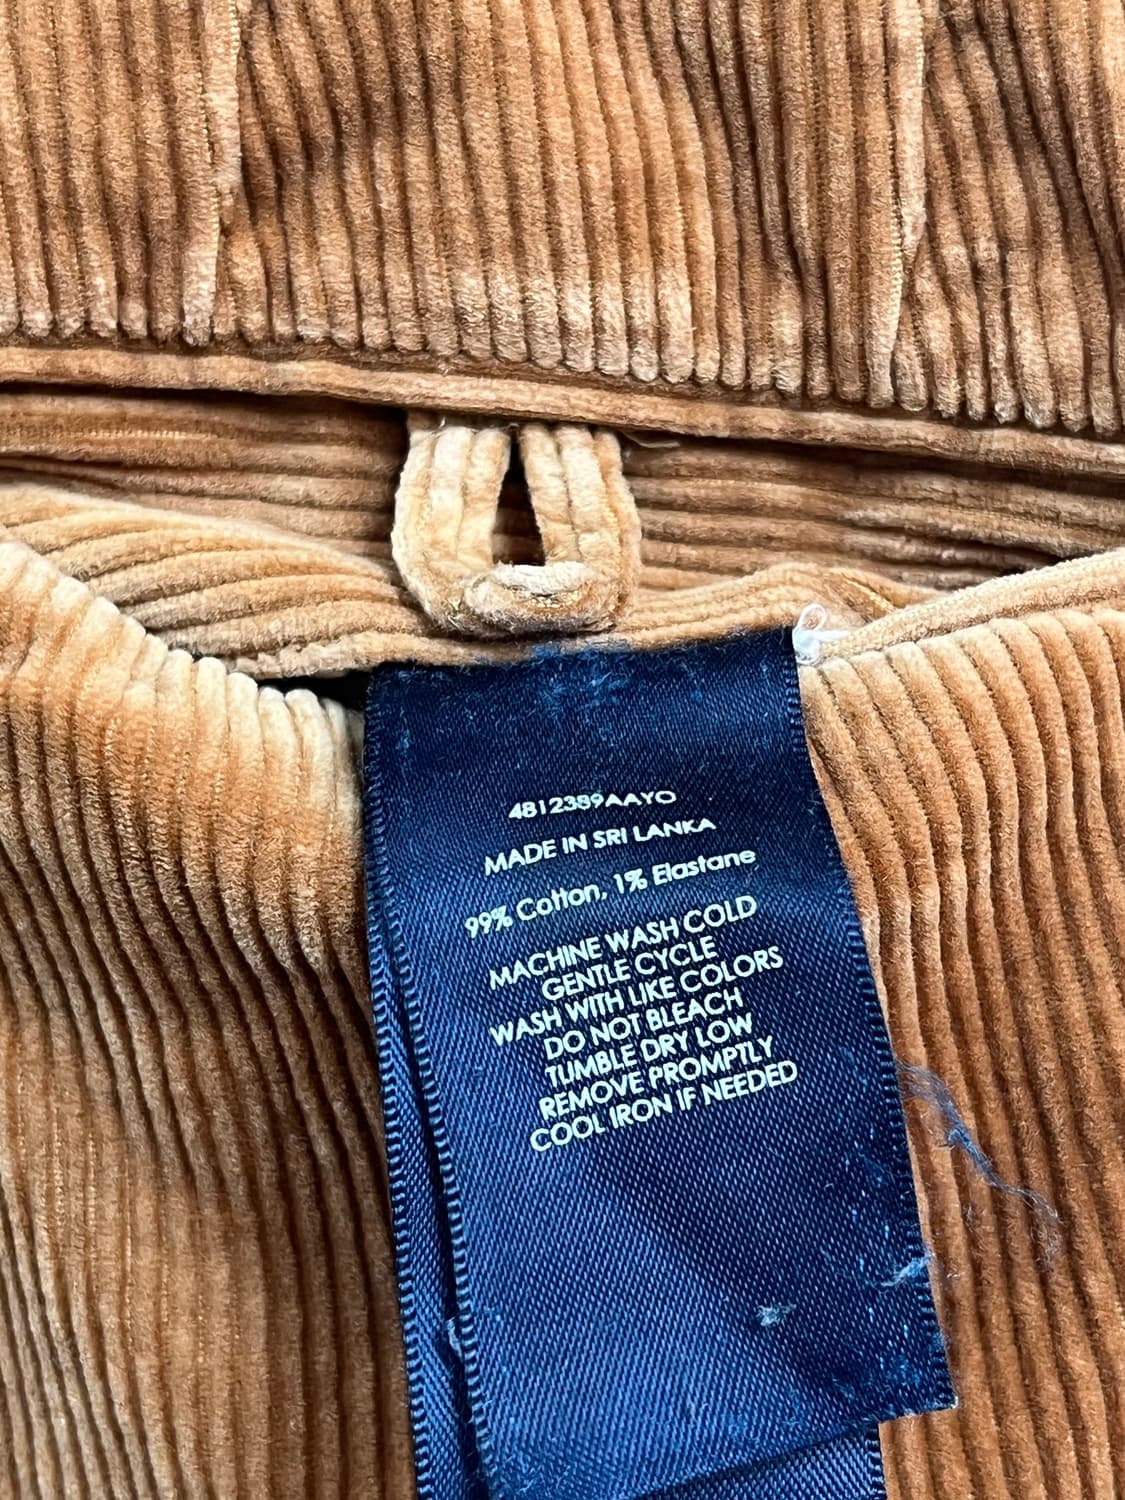 4812389AAYO
MADE IN SRI LANKA
99% Cotton, 1% Elastane
MACHINE WASH COLD
GENTLE CYCLE
WASH WITH LIKE COLORS
DO NOT BLEACH
TUMBLE DRY LOW
REMOVE PROMPTLY
COOL IRON IF NEEDED